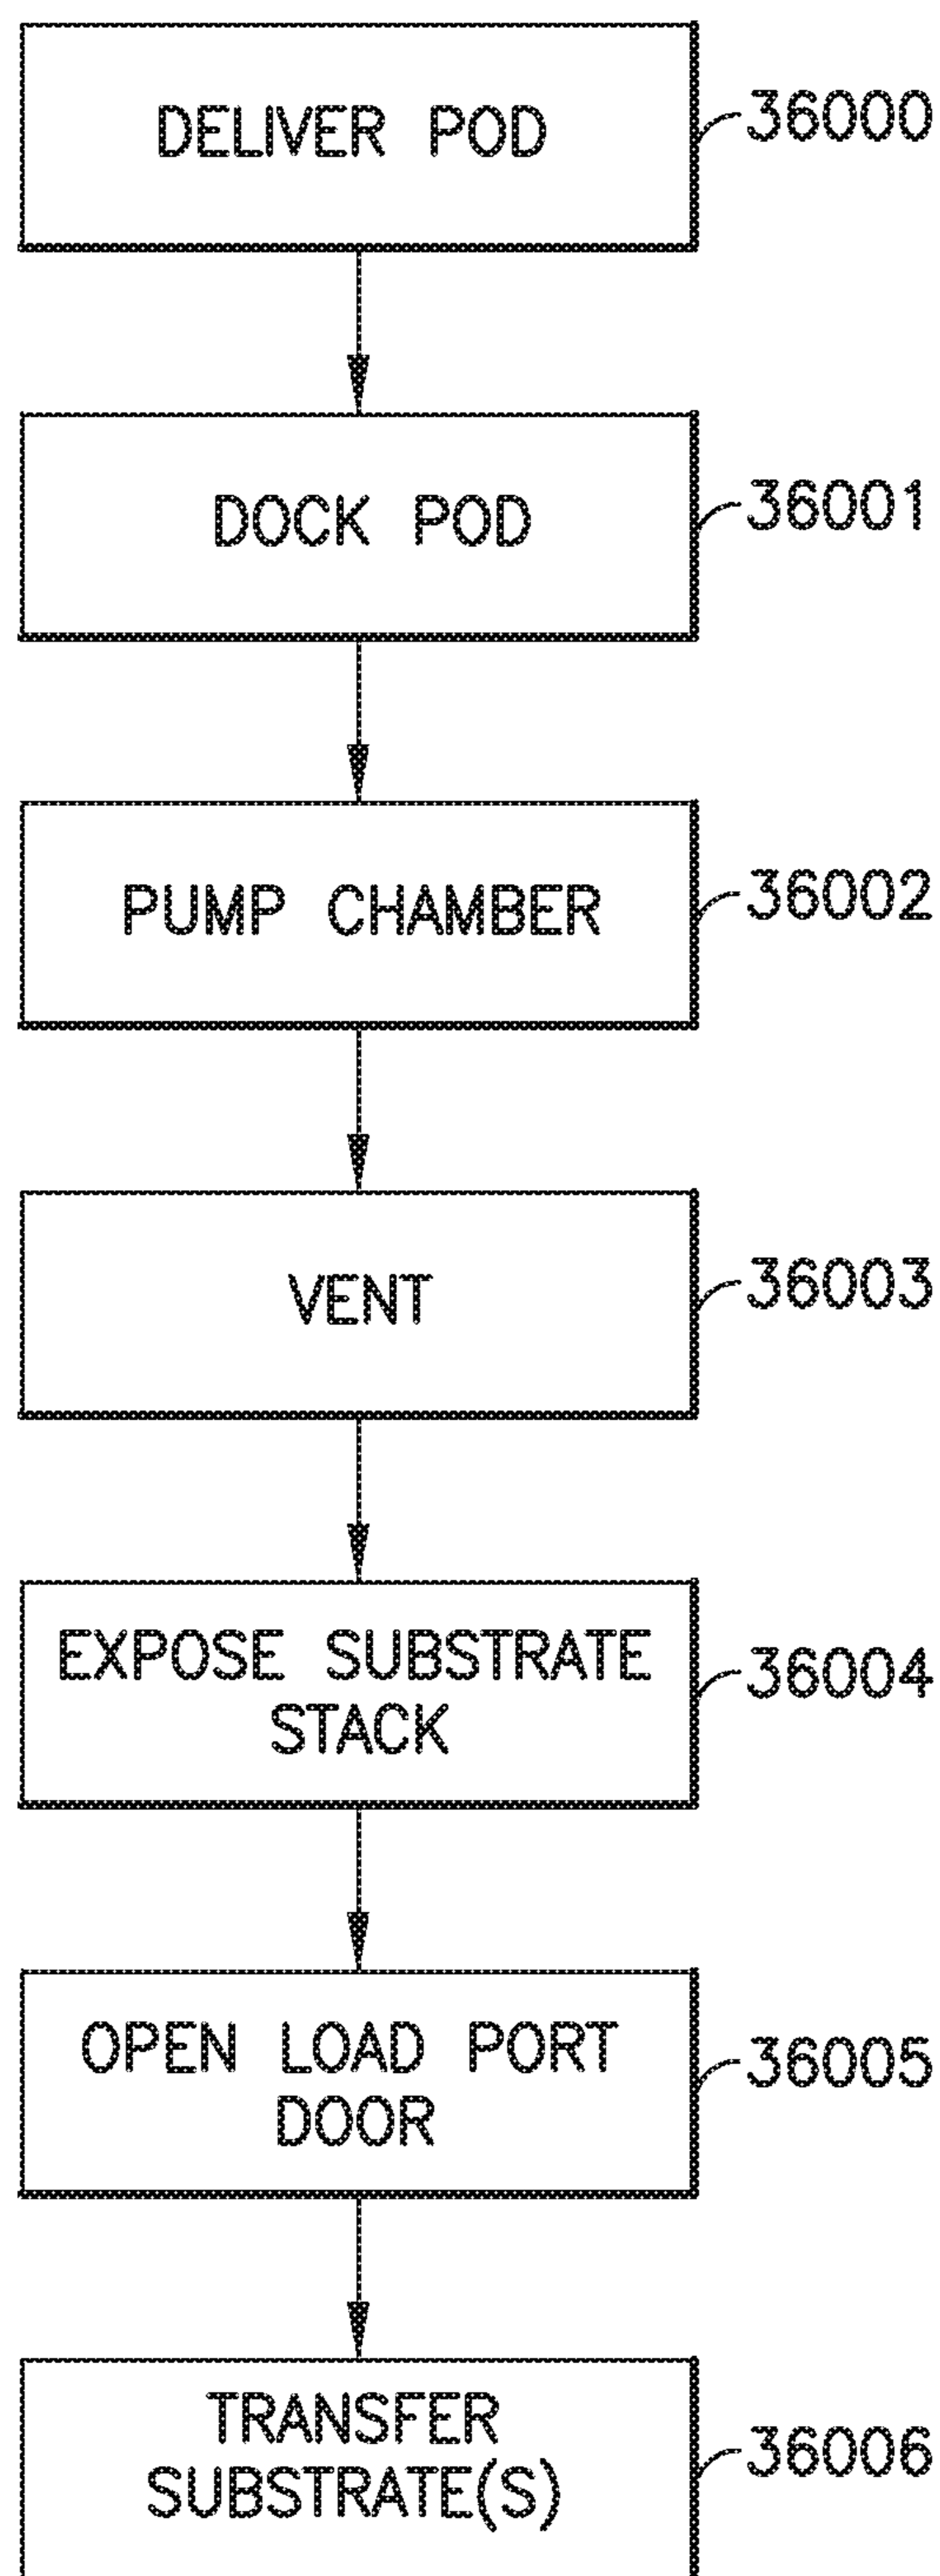 DELIVER POD
36000
DOCK POD
36001
PUMP CHAMBER
36002
VENT
36003
EXPOSE SUBSTRATE
STACK
36004
OPEN LOAD PORT
DOOR
36005
TRANSFER
SUBSTRATE(S)
36006